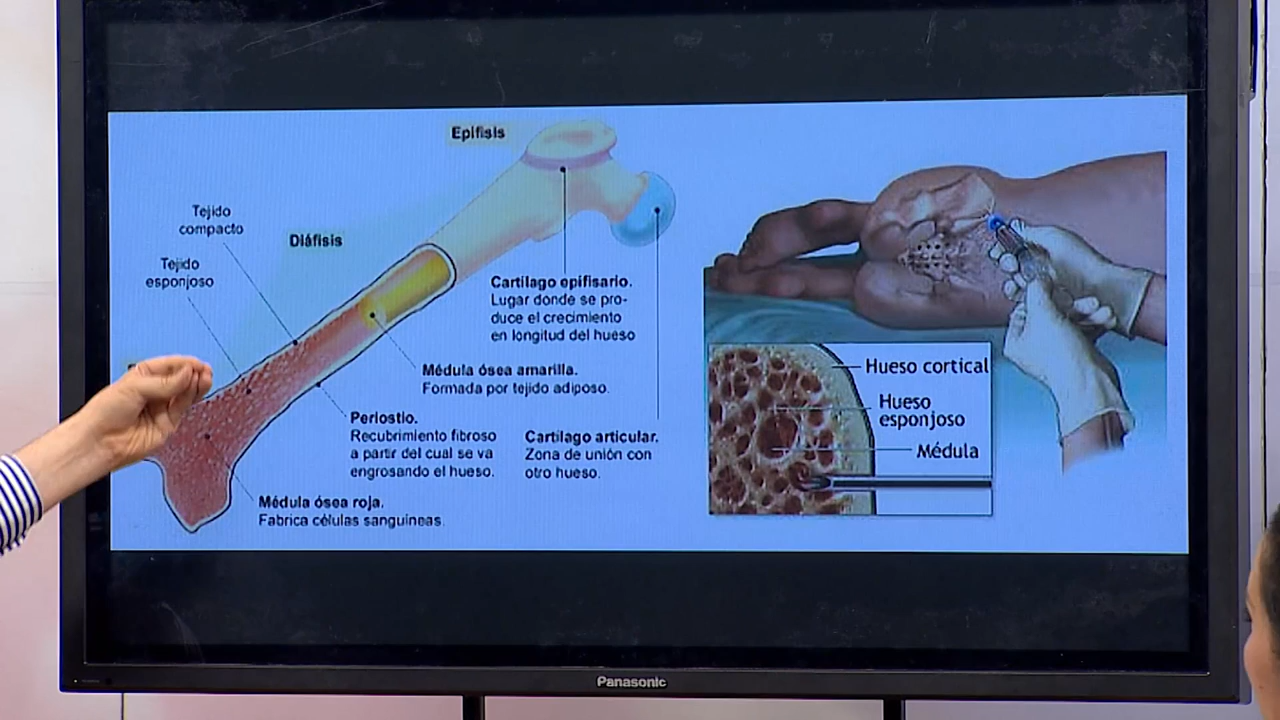 Epífisis
Tejido
compacto
Diáfisis
Tejido
esponjoso
Cartílago epifisario.
Lugar donde se pro-
duce el crecimiento
en longitud del hueso
Médula ósea amarilla.
Formada por tejido adiposo.
Periostio.
Recubrimiento fibroso
a partir del cual se va
engrosando el hueso.
Cartílago articular.
Zona de unión con
otro hueso.
Médula ósea roja.
Fabrica células sanguíneas.
Hueso cortical
Hueso
esponjoso
Médula
Panasonic